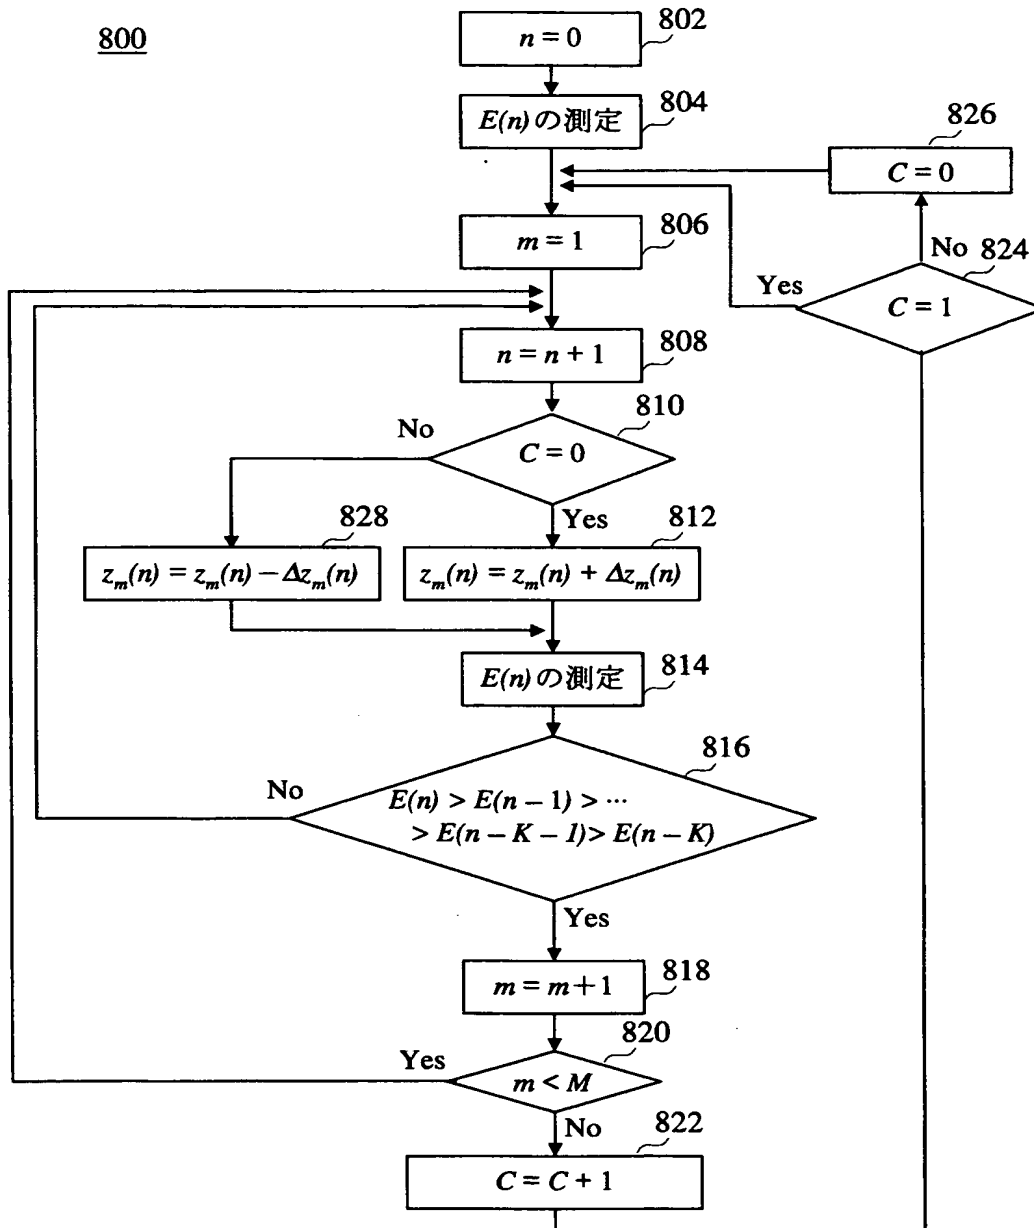 800
n = 0
802
E(n) の測定
804
826
C = 0
m = 1
806
No
824
Yes
C = 1
n = n + 1
808
810
No
C = 0
Yes
828
812
z_m(n) = z_m(n) − Δz_m(n)
z_m(n) = z_m(n) + Δz_m(n)
E(n) の測定
814
816
No
E(n) > E(n − 1) > ···
> E(n − K − 1) > E(n − K)
Yes
m = m + 1
818
820
Yes
m < M
No
822
C = C + 1